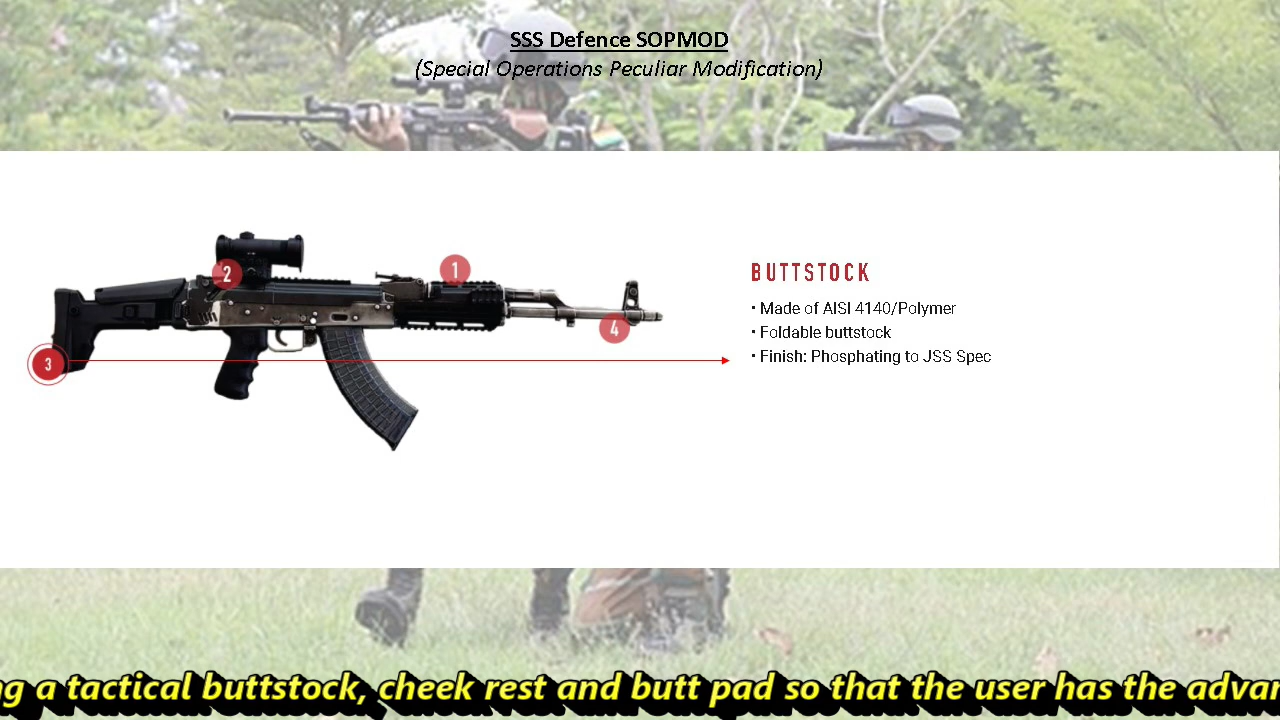 SSS Defence SOPMOD
(Special Operations Peculiar Modification)
1
2
3
4
BUTTSTOCK
• Made of AISI 4140/Polymer
• Foldable buttstock
• Finish: Phosphating to JSS Spec
a tactical buttstock, cheek rest and butt pad so that the user has the